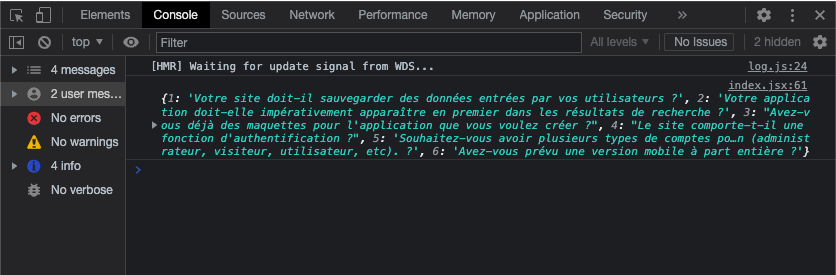 Elements Console Sources Network Performance Memory Application Security »
top Filter All levels No Issues 2 hidden
4 messages
2 user mes...
No errors
No warnings
4 info
No verbose
[HMR] Waiting for update signal from WDS... log.js:24
index.jsx:61
{1: 'Votre site doit-il sauvegarder des données entrées par vos utilisateurs ?', 2: 'Votre applica
tion doit-elle impérativement apparaître en premier dans les résultats de recherche ?', 3: "Avez-v
ous déjà des maquettes pour l'application que vous voulez créer ?", 4: "Le site comporte-t-il une
fonction d'authentification ?", 5: 'Souhaitez-vous avoir plusieurs types de comptes po…n (administ
rateur, visiteur, utilisateur, etc). ?', 6: 'Avez-vous prévu une version mobile à part entière ?'}